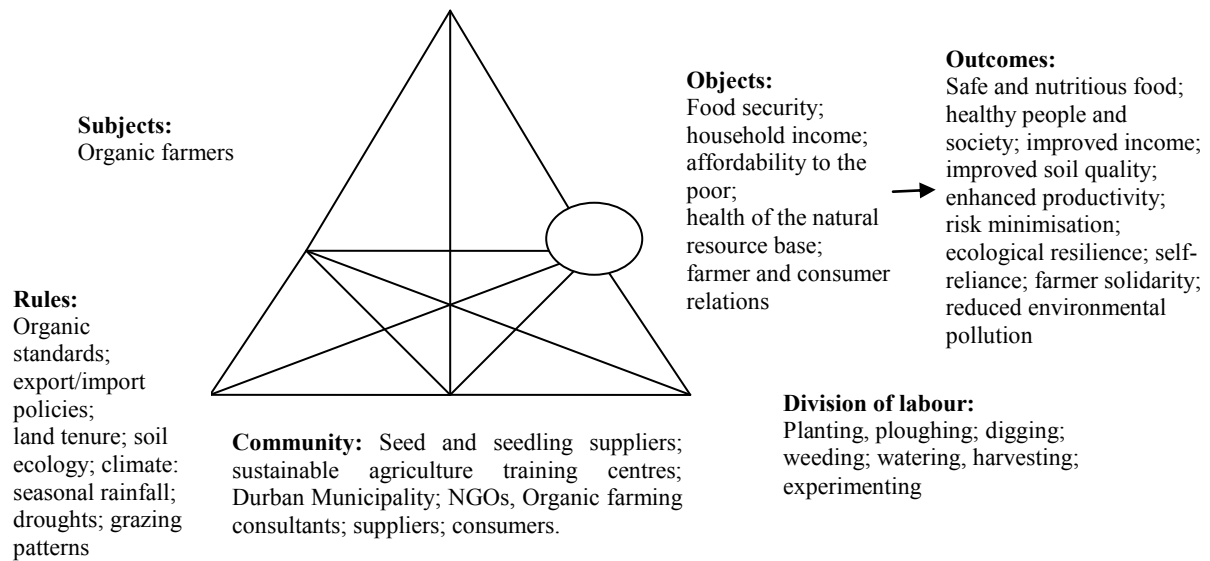 Subjects:
Organic farmers
Objects:
Food security;
household income;
affordability to the
poor;
health of the natural
resource base;
farmer and consumer
relations
Outcomes:
Safe and nutritious food;
healthy people and
society; improved income;
improved soil quality;
enhanced productivity;
risk minimisation;
ecological resilience; self-
reliance; farmer solidarity;
reduced environmental
pollution
Rules:
Organic
standards;
export/import
policies;
land tenure; soil
ecology; climate:
seasonal rainfall;
droughts; grazing
patterns
Community: Seed and seedling suppliers;
sustainable agriculture training centres;
Durban Municipality; NGOs, Organic farming
consultants; suppliers; consumers.
Division of labour:
Planting, ploughing; digging;
weeding; watering, harvesting;
experimenting